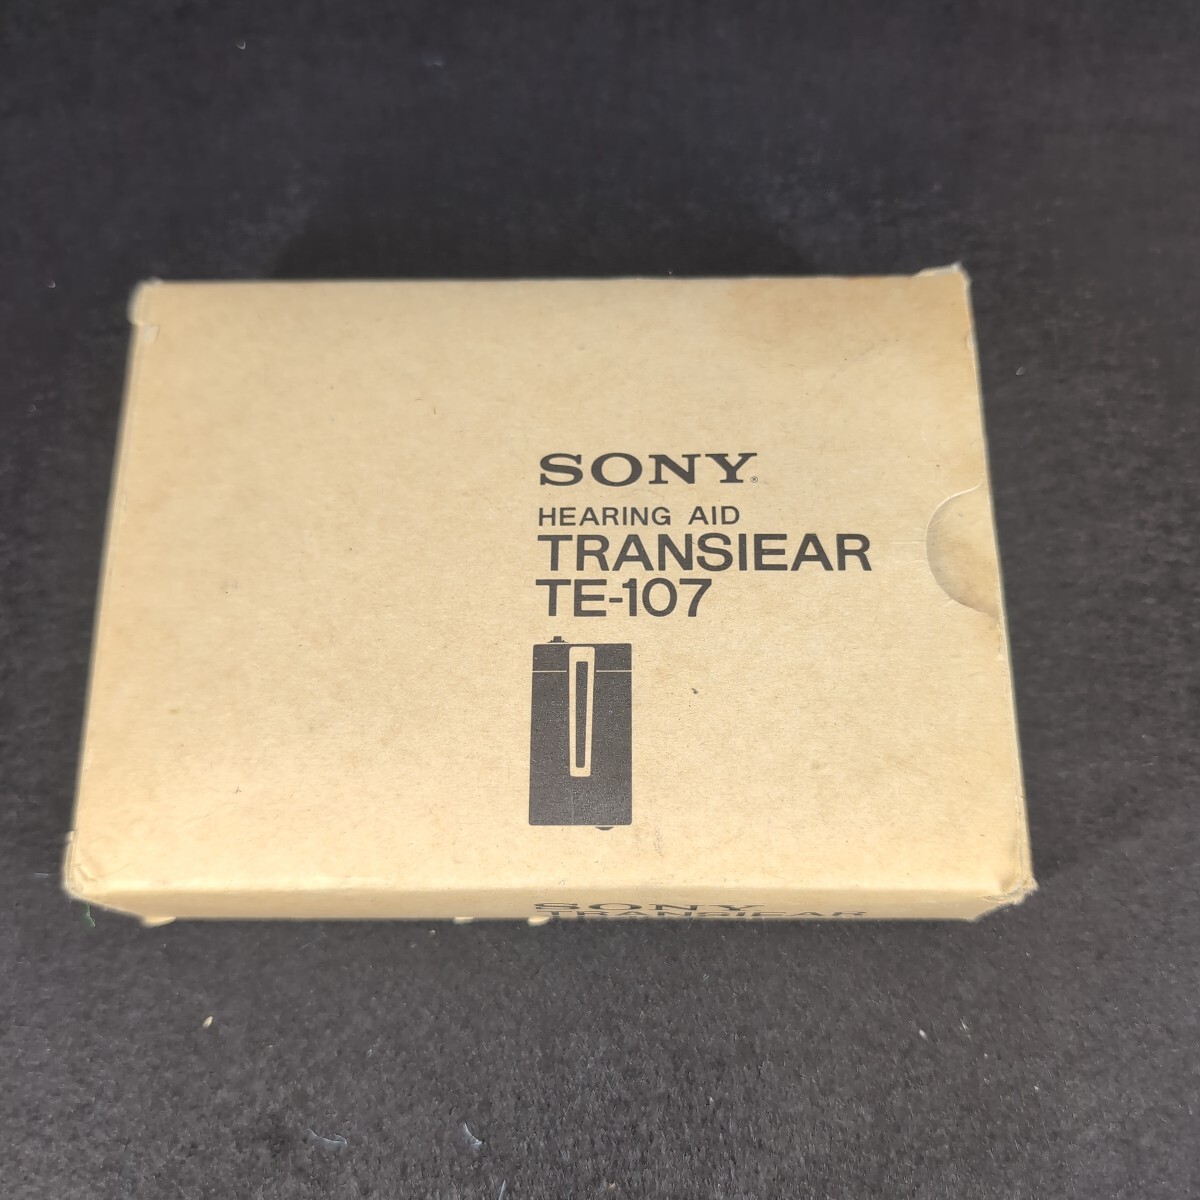 SONY®
HEARING AID
TRANSIEAR
TE-107
SONY
TRANSIEAR